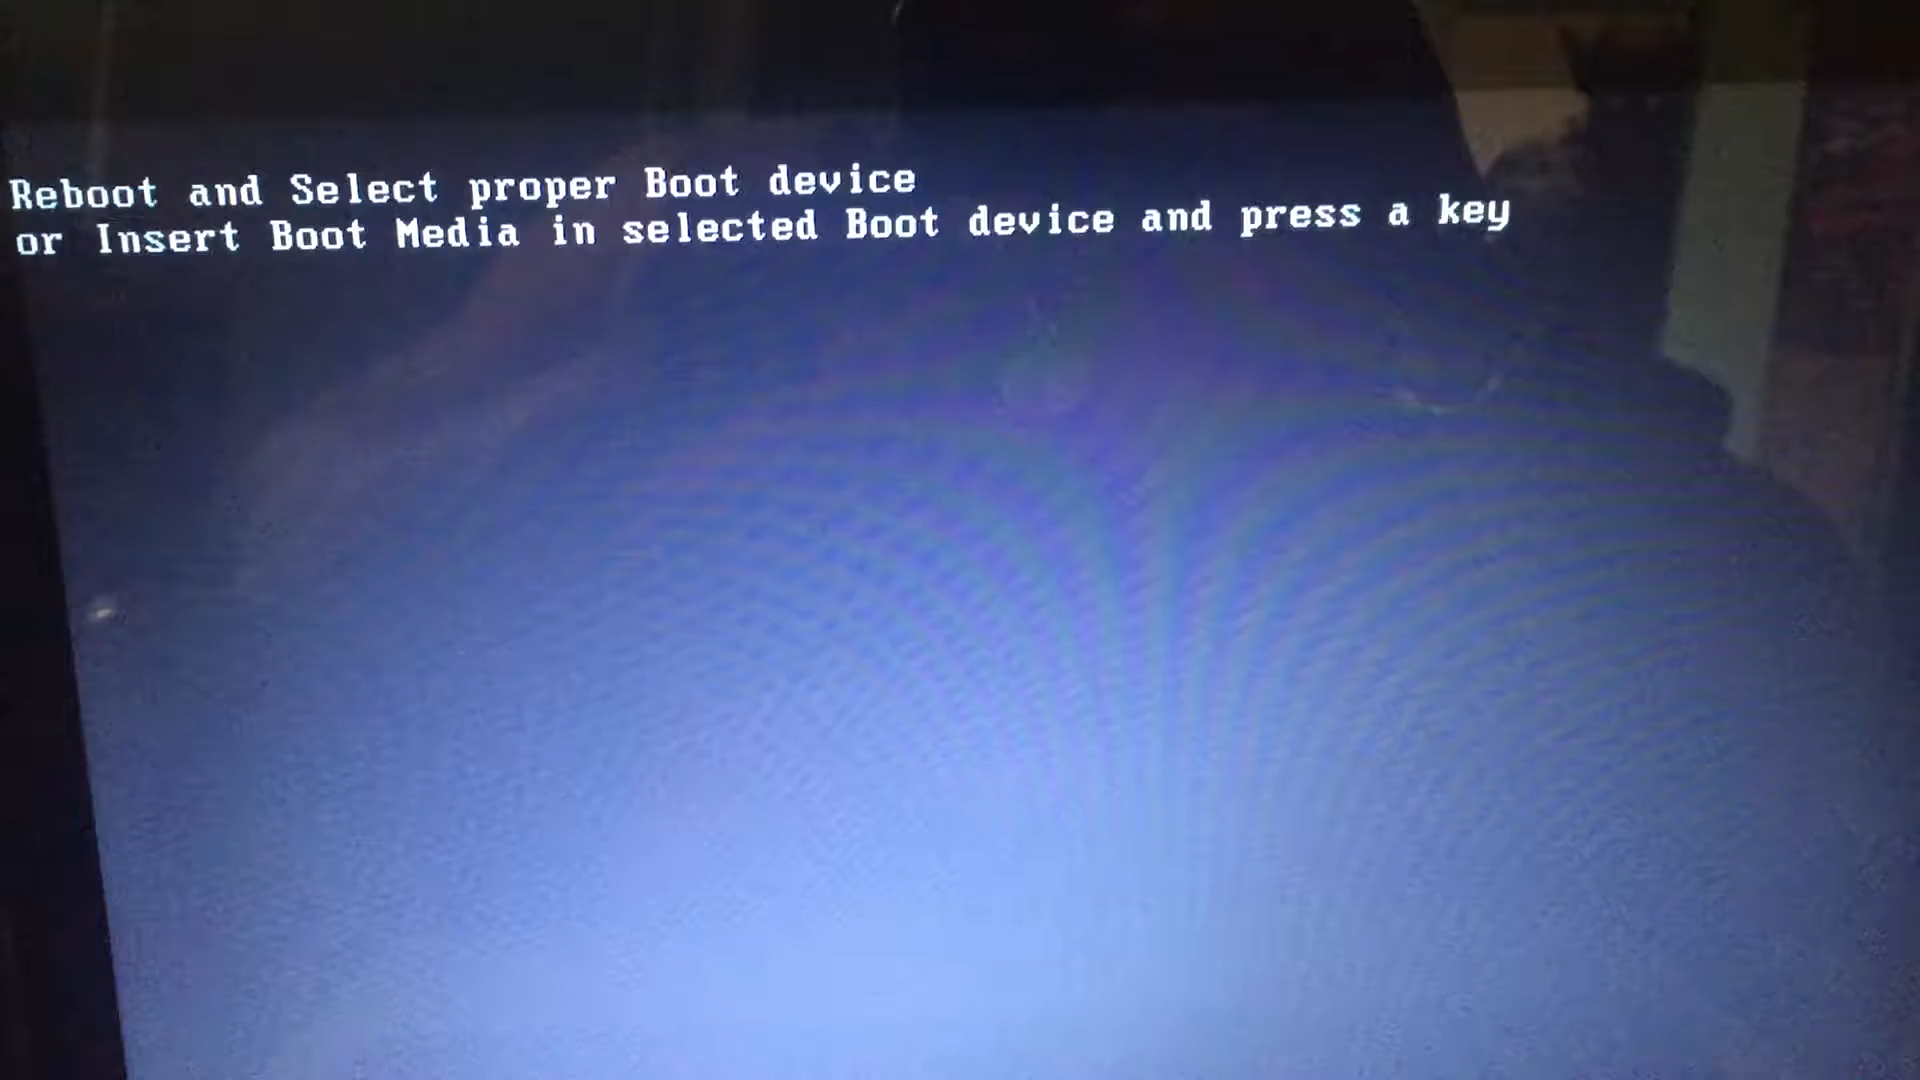 Reboot and Select proper Boot device
or Insert Boot Media in selected Boot device and press a key